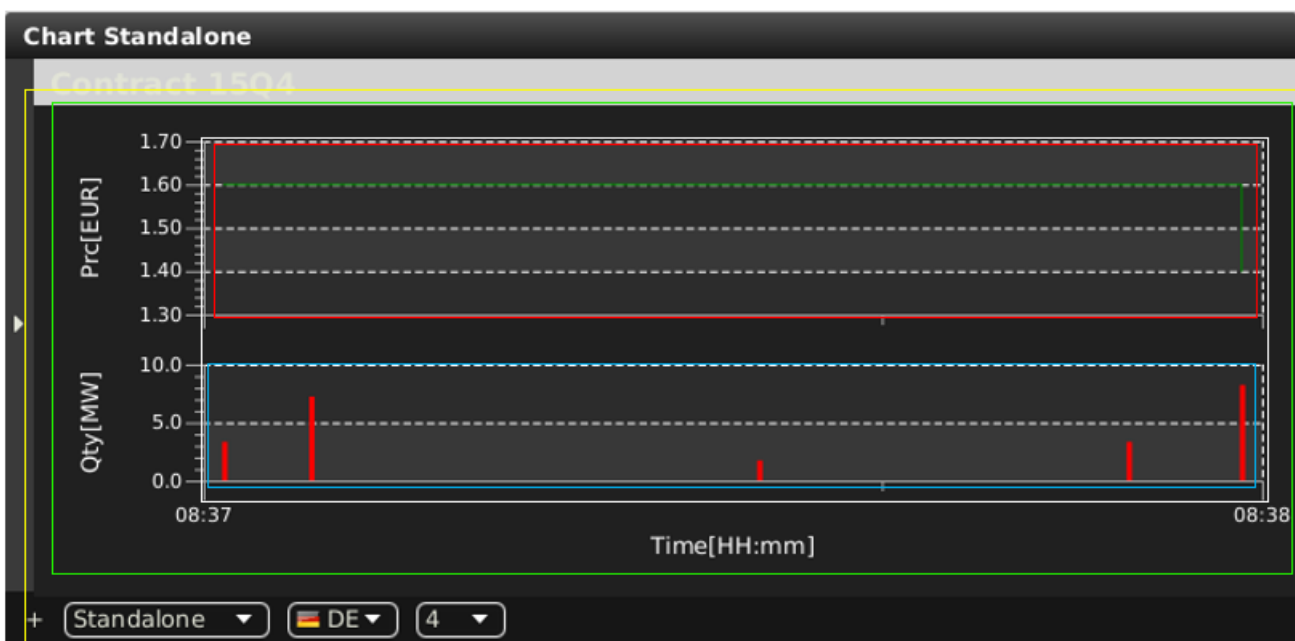 Chart Standalone
Contract 15Q4
1.70
1.60
1.50
1.40
1.30
Prc[EUR]
10.0
5.0
0.0
Qty[MW]
08:37 08:38
Time[HH:mm]
+ Standalone DE 4